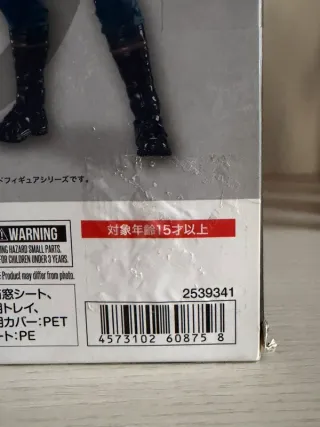 ドフィギュアシリーズです。
WARNING
HAZARD SMALL PARTS.
FOR CHILDREN UNDER 3 YEARS.
Product may differ from photo.
対象年齢15才以上
窓シート、
トレイ、
カバー:PET
ート:PE
2539341
4573102 60875 8